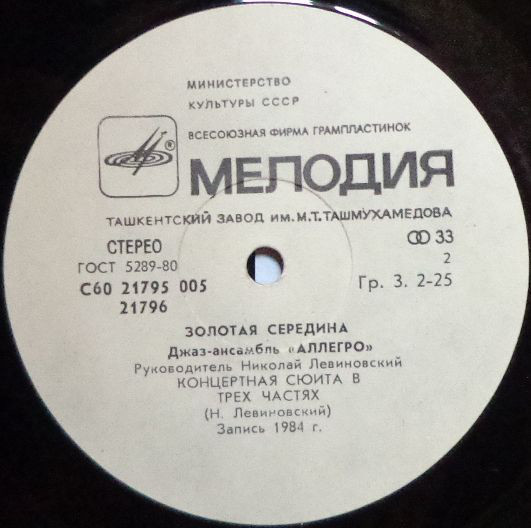 МИНИСТЕРСТВО
КУЛЬТУРЫ СССР
ВСЕСОЮЗНАЯ ФИРМА ГРАМПЛАСТИНОК
®
МЕЛОДИЯ
ТАШКЕНТСКИЙ ЗАВОД ИМ. М.Т. ТАШМУХАМЕДОВА
СТЕРЕО 33
ГОСТ 5289-80 2
С60 21795 005 Гр. 3. 2-25
21796
ЗОЛОТАЯ СЕРЕДИНА
Джаз-ансамбль «АЛЛЕГРО»
Руководитель Николай Левиновский
КОНЦЕРТНАЯ СЮИТА В
ТРЕХ ЧАСТЯХ
(Н. Левиновский)
Запись 1984 г.